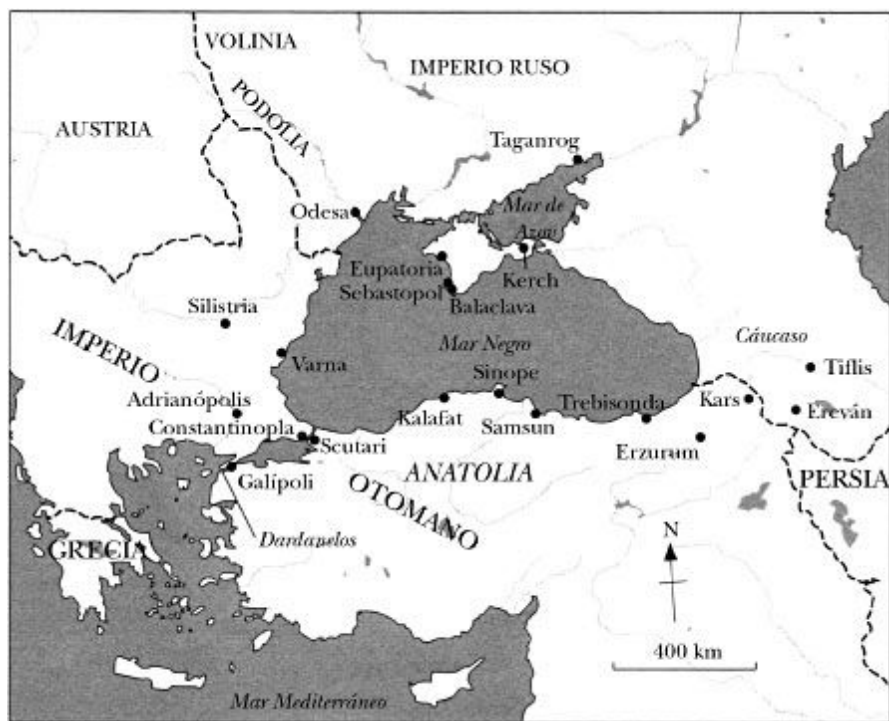 VOLINIA
IMPERIO RUSO
PODOLIA
AUSTRIA
Taganrog
Mar de
Azov
Odesa
Eupatoria
Kerch
Sebastopol
Balaclava
Silistria
IMPERIO
Mar Negro
Cáucaso
Varna
Sinope
Tiflis
Adrianópolis
Kalafat
Samsun
Trebisonda
Kars
Ereván
Constantinopla
Scutari
Erzurum
Galípoli
ANATOLIA
PERSIA
OTOMANO
Dardanelos
GRECIA
N
400 km
Mar Mediterráneo